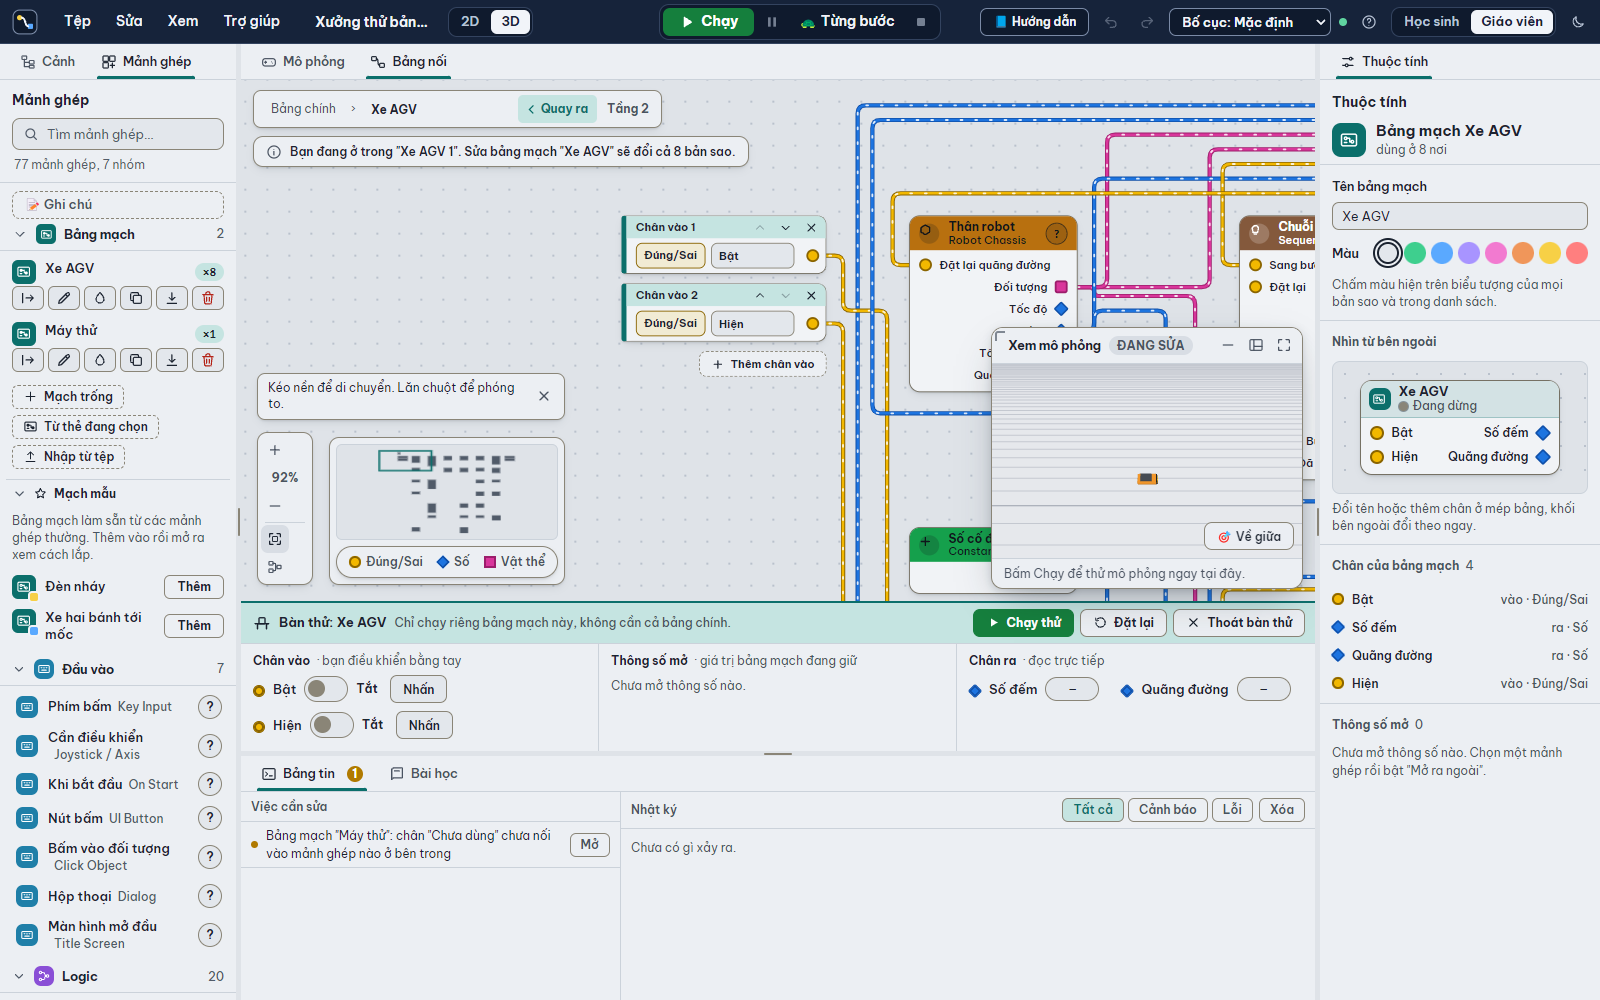 Tệp Sửa Xem Trợ giúp Xưởng thử bản... 2D 3D Chạy Từng bước Hướng dẫn Bố cục: Mặc định Học sinh Giáo viên
Cảnh Mảnh ghép
Mảnh ghép
Tìm mảnh ghép...
77 mảnh ghép, 7 nhóm
Ghi chú
Bảng mạch 2
Xe AGV ×8
Máy thử ×1
Mạch trống
Từ thẻ đang chọn
Nhập từ tệp
Mạch mẫu
Bảng mạch làm sẵn từ các mảnh
ghép thường. Thêm vào rồi mở ra
xem cách lắp.
Đèn nháy Thêm
Xe hai bánh tới
mốc Thêm
Đầu vào 7
Phím bấm Key Input ?
Cần điều khiển
Joystick / Axis ?
Khi bắt đầu On Start ?
Nút bấm UI Button ?
Bấm vào đối tượng
Click Object ?
Hộp thoại Dialog ?
Màn hình mở đầu
Title Screen ?
Logic 20
Mô phỏng Bảng nối
Bảng chính › Xe AGV Quay ra Tầng 2
Bạn đang ở trong "Xe AGV 1". Sửa bảng mạch "Xe AGV" sẽ đổi cả 8 bản sao.
Chân vào 1
Đúng/Sai Bật
Chân vào 2
Đúng/Sai Hiện
Thêm chân vào
Thân robot
Robot Chassis ?
Đặt lại quãng đường
Đối tượng
Tốc độ
Chuỗi
Sequen
Sang bư
Đặt lại
Kéo nền để di chuyển. Lăn chuột để phóng
to.
92%
Đúng/Sai Số Vật thể
Số cố đ
Constan
Xem mô phỏng ĐANG SỬA
Về giữa
Bấm Chạy để thử mô phỏng ngay tại đây.
Bàn thử: Xe AGV Chỉ chạy riêng bảng mạch này, không cần cả bảng chính. Chạy thử Đặt lại Thoát bàn thử
Chân vào · bạn điều khiển bằng tay
Bật Tắt Nhấn
Hiện Tắt Nhấn
Thông số mở · giá trị bảng mạch đang giữ
Chưa mở thông số nào.
Chân ra · đọc trực tiếp
Số đếm – Quãng đường –
Bảng tin 1 Bài học
Việc cần sửa
Bảng mạch "Máy thử": chân "Chưa dùng" chưa nối
vào mảnh ghép nào ở bên trong
Mở
Nhật ký Tất cả Cảnh báo Lỗi Xóa
Chưa có gì xảy ra.
Thuộc tính
Thuộc tính
Bảng mạch Xe AGV
dùng ở 8 nơi
Tên bảng mạch
Xe AGV
Màu
Chấm màu hiện trên biểu tượng của mọi
bản sao và trong danh sách.
Nhìn từ bên ngoài
Xe AGV
Đang dừng
Bật Số đếm
Hiện Quãng đường
Đổi tên hoặc thêm chân ở mép bảng, khối
bên ngoài đổi theo ngay.
Chân của bảng mạch 4
Bật vào · Đúng/Sai
Số đếm ra · Số
Quãng đường ra · Số
Hiện vào · Đúng/Sai
Thông số mở 0
Chưa mở thông số nào. Chọn một mảnh
ghép rồi bật "Mở ra ngoài".